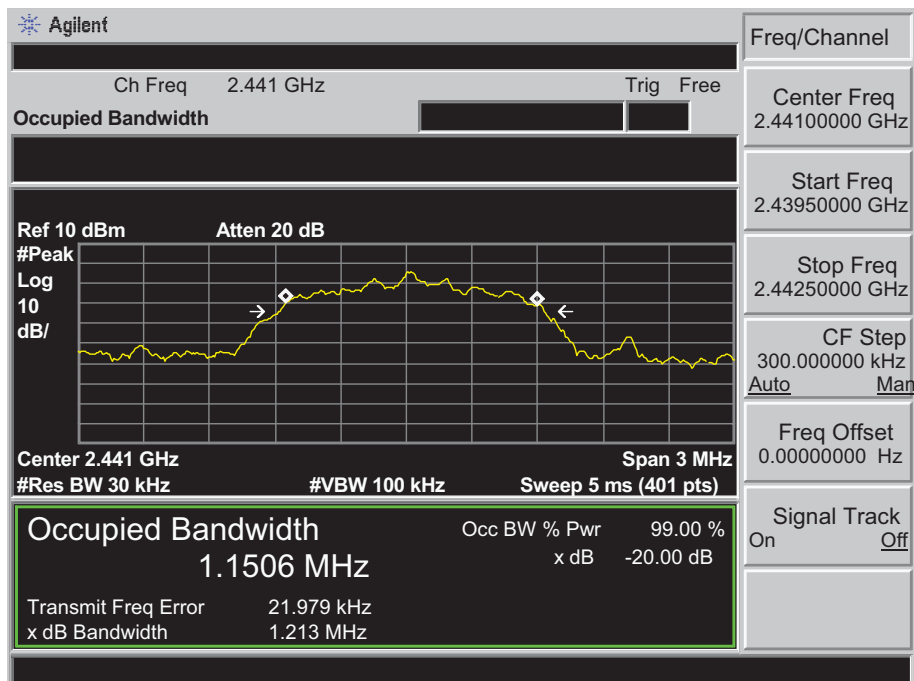 Agilent
Freq/Channel
Ch Freq 2.441 GHz Trig Free
Occupied Bandwidth
Center Freq
2.44100000 GHz
Start Freq
2.43950000 GHz
Stop Freq
2.44250000 GHz
CF Step
300.000000 kHz
Auto Man
Freq Offset
0.00000000 Hz
Signal Track
On Off
Ref 10 dBm Atten 20 dB
#Peak
Log
10
dB/
Center 2.441 GHz Span 3 MHz
#Res BW 30 kHz #VBW 100 kHz Sweep 5 ms (401 pts)
Occupied Bandwidth
1.1506 MHz
Occ BW % Pwr 99.00 %
x dB -20.00 dB
Transmit Freq Error 21.979 kHz
x dB Bandwidth 1.213 MHz